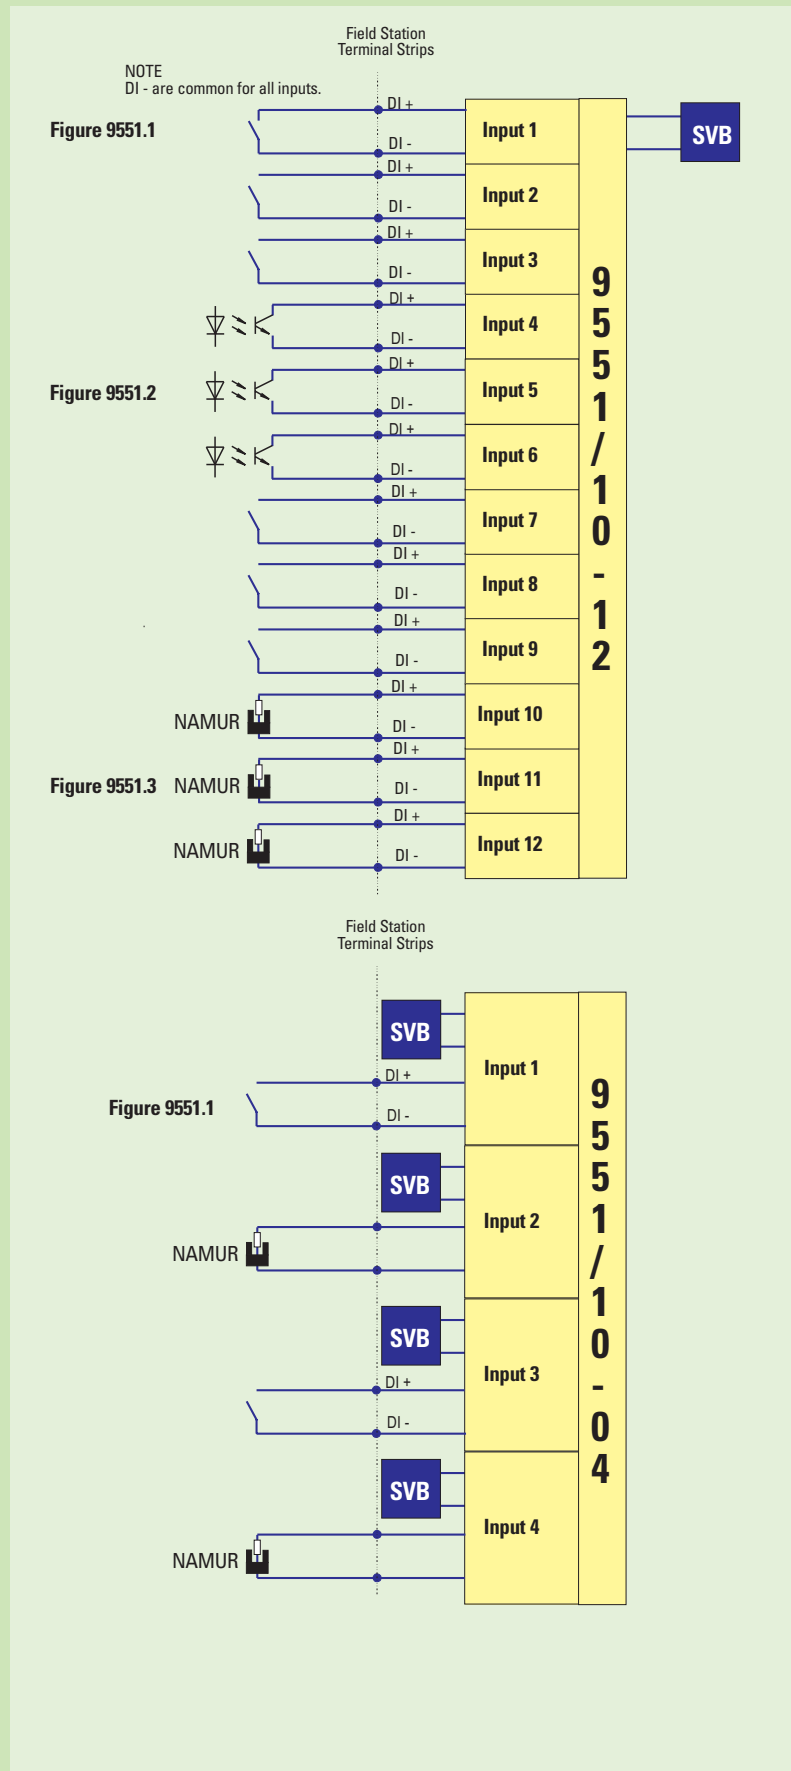 Field Station
Terminal Strips
NOTE
DI - are common for all inputs.
DI +
Figure 9551.1
Input 1
SVB
DI -
DI +
Input 2
DI -
DI +
Input 3
DI -
DI +
Input 4
DI -
DI +
Figure 9551.2
Input 5
DI -
DI +
Input 6
DI -
DI +
Input 7
DI -
DI +
Input 8
DI -
DI +
Input 9
DI -
DI +
NAMUR
Input 10
DI -
DI +
Figure 9551.3
NAMUR
Input 11
DI -
DI +
NAMUR
Input 12
DI -
9551/10-12
Field Station
Terminal Strips
SVB
Input 1
DI +
Figure 9551.1
DI -
SVB
Input 2
NAMUR
SVB
Input 3
DI +
DI -
SVB
Input 4
NAMUR
9551/10-04